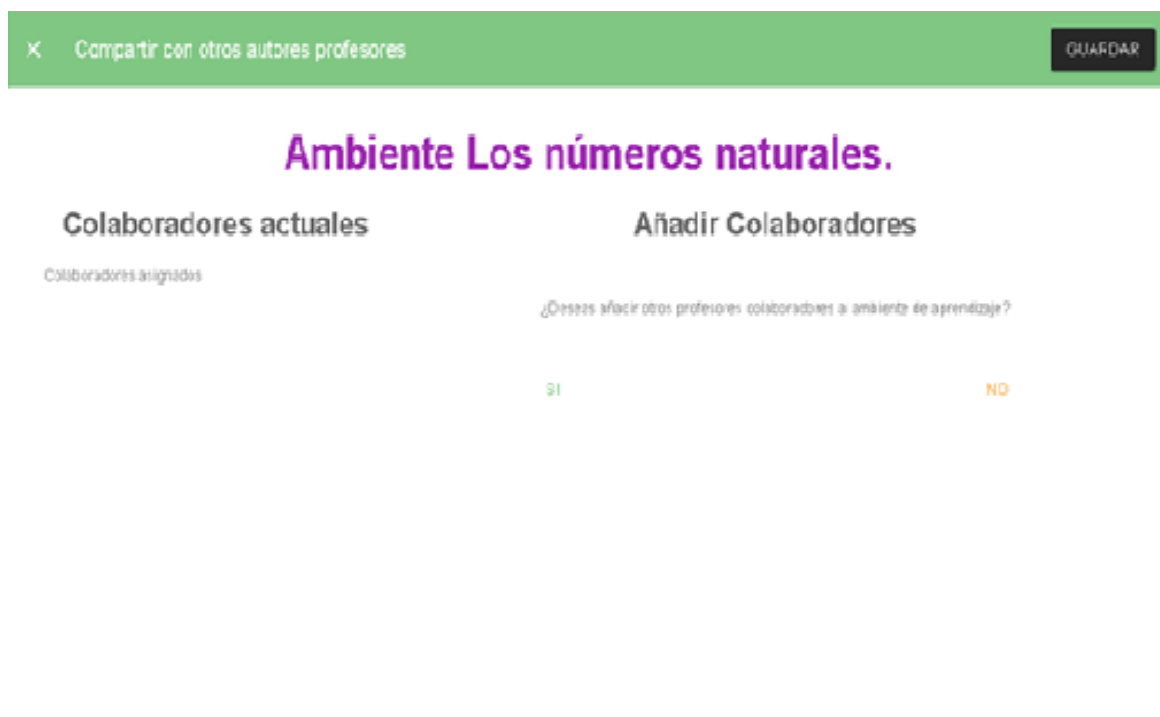 × Compartir con otros autores profesores
GUARDAR
Ambiente Los números naturales.
Colaboradores actuales
Añadir Colaboradores
Colaboradores asignados
¿Deseas añadir otros profesores colaboradores al ambiente de aprendizaje?
SI
NO